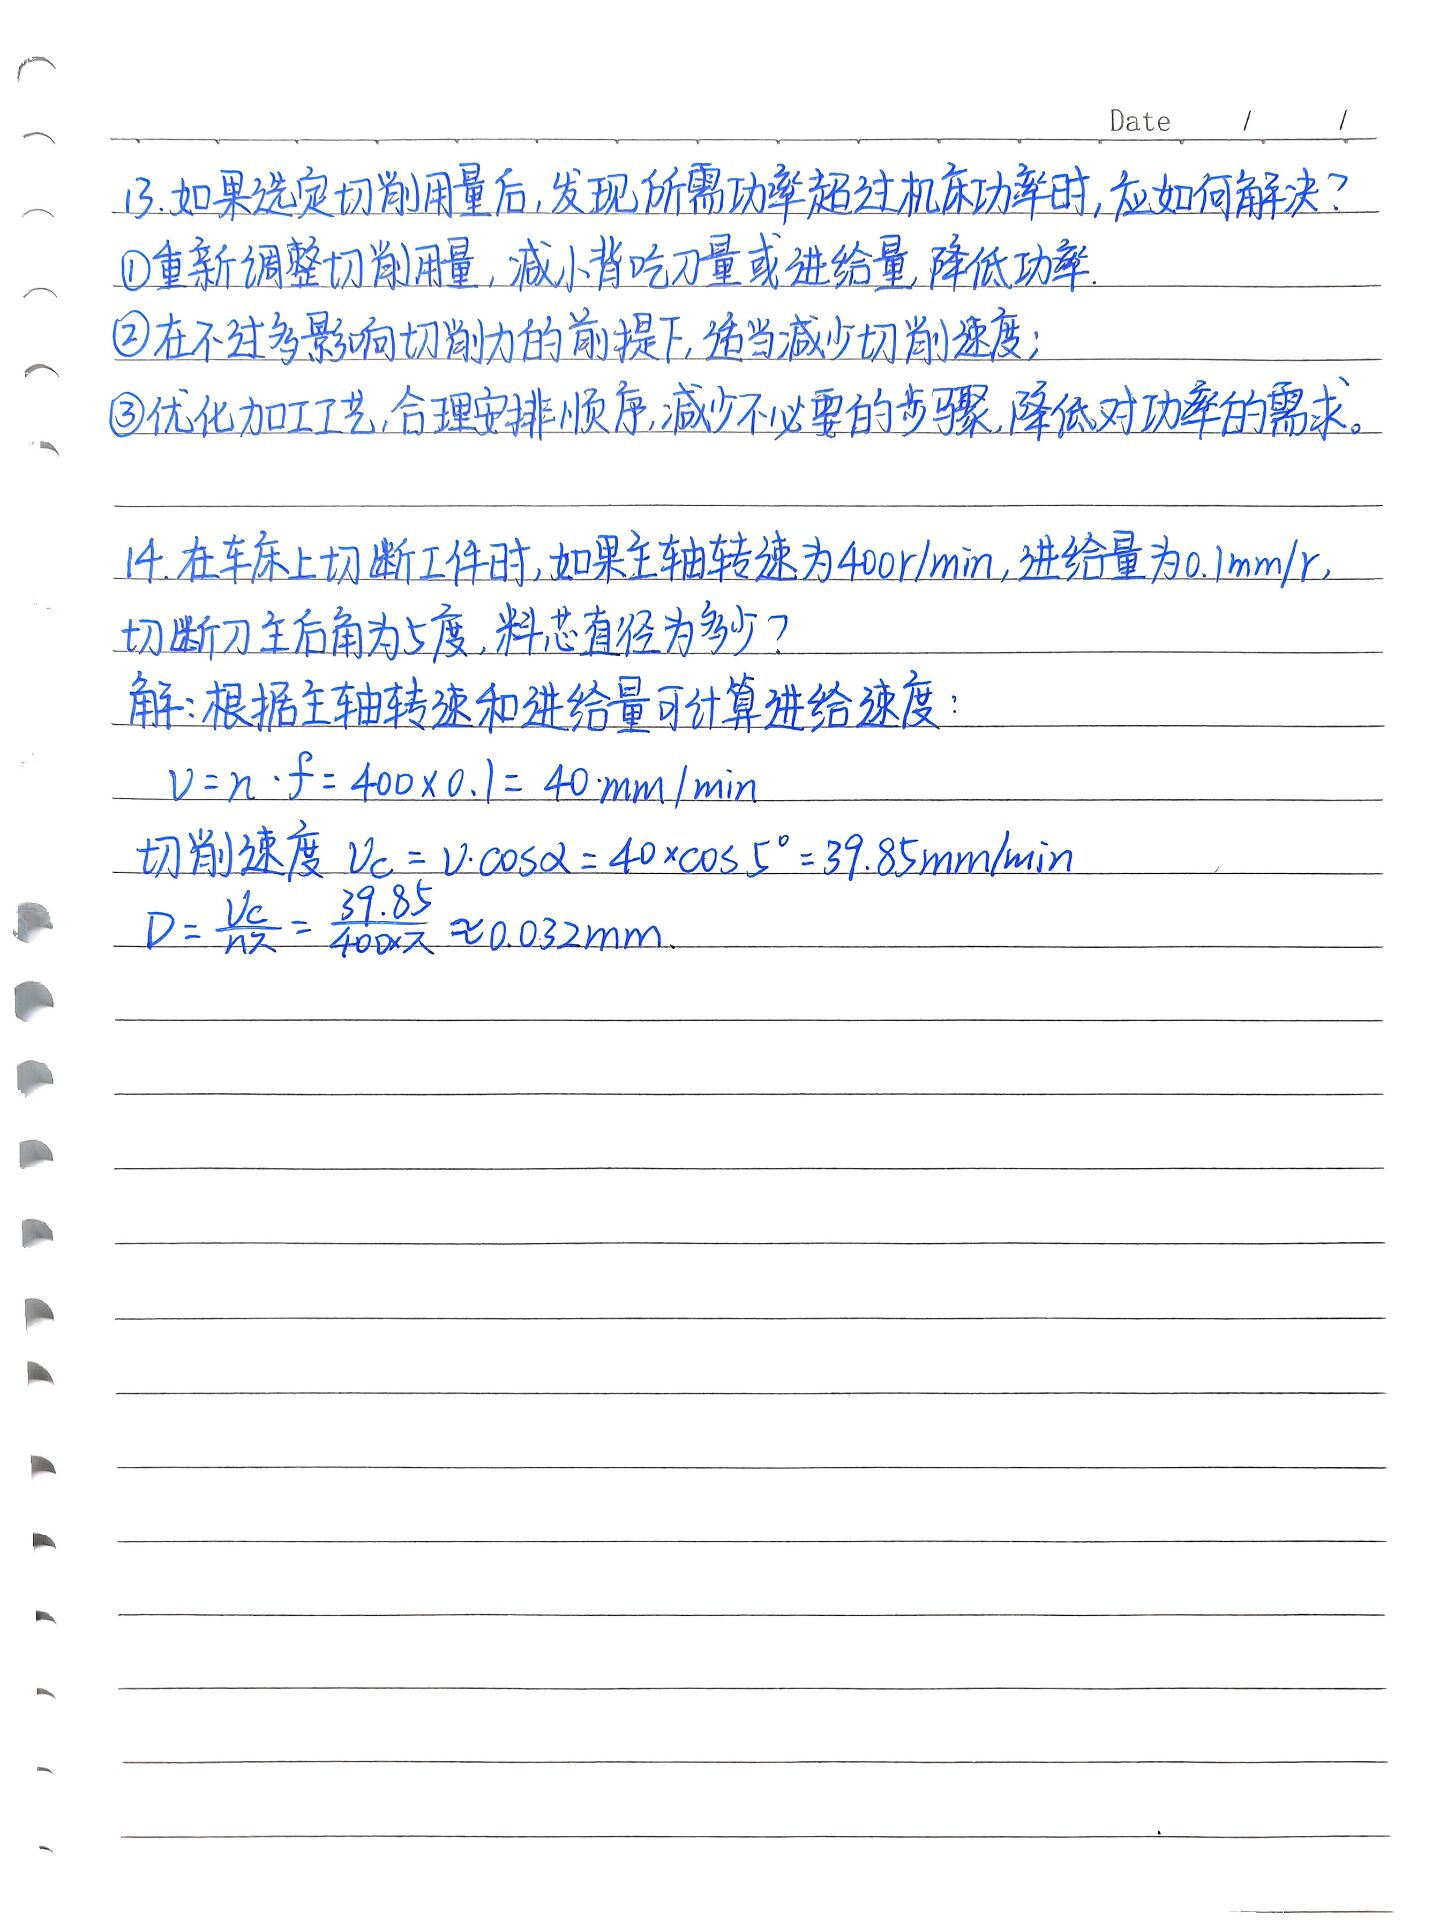 Date / /
13.如果选定切削用量后,发现所需功率超过机床功率时,应如何解决?
①重新调整切削用量,减小背吃刀量或进给量,降低功率.
②在不过多影响切削力的前提下,适当减少切削速度;
③优化加工工艺,合理安排顺序,减少不必要的步骤,降低对功率的需求。
14.在车床上切断工件时,如果主轴转速为400r/min,进给量为0.1mm/r,
切断刀主后角为5度,料芯直径为多少?
解:根据主轴转速和进给量可计算进给速度:
v=n·f=400×0.1=40·mm/min
切削速度 Vc=v·cosα=40×cos5°=39.85mm/min
D=Vc/nπ=39.85/400×π≈0.032mm.